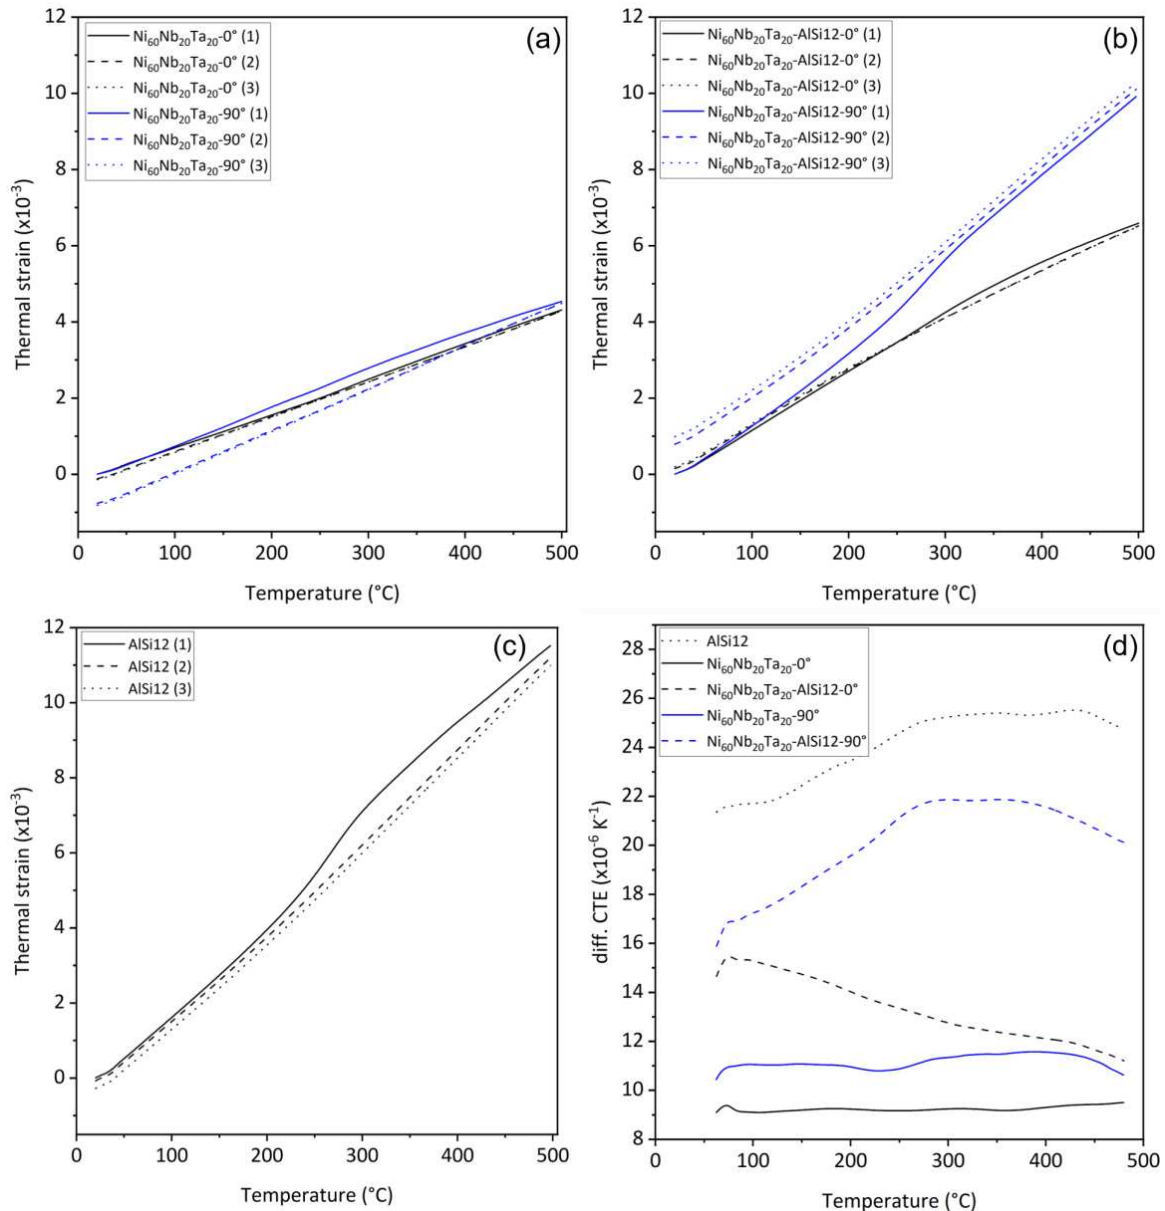 (a)
Ni60Nb20Ta20-0° (1)
Ni60Nb20Ta20-0° (2)
Ni60Nb20Ta20-0° (3)
Ni60Nb20Ta20-90° (1)
Ni60Nb20Ta20-90° (2)
Ni60Nb20Ta20-90° (3)
Thermal strain (x10-3)
12
10
8
6
4
2
0
0 100 200 300 400 500
Temperature (°C)
(b)
Ni60Nb20Ta20-AlSi12-0° (1)
Ni60Nb20Ta20-AlSi12-0° (2)
Ni60Nb20Ta20-AlSi12-0° (3)
Ni60Nb20Ta20-AlSi12-90° (1)
Ni60Nb20Ta20-AlSi12-90° (2)
Ni60Nb20Ta20-AlSi12-90° (3)
Thermal strain (x10-3)
12
10
8
6
4
2
0
0 100 200 300 400 500
Temperature (°C)
(c)
AlSi12 (1)
AlSi12 (2)
AlSi12 (3)
Thermal strain (x10-3)
12
10
8
6
4
2
0
0 100 200 300 400 500
Temperature (°C)
(d)
AlSi12
Ni60Nb20Ta20-0°
Ni60Nb20Ta20-AlSi12-0°
Ni60Nb20Ta20-90°
Ni60Nb20Ta20-AlSi12-90°
diff. CTE (x10-6 K-1)
28
26
24
22
20
18
16
14
12
10
8
0 100 200 300 400 500
Temperature (°C)